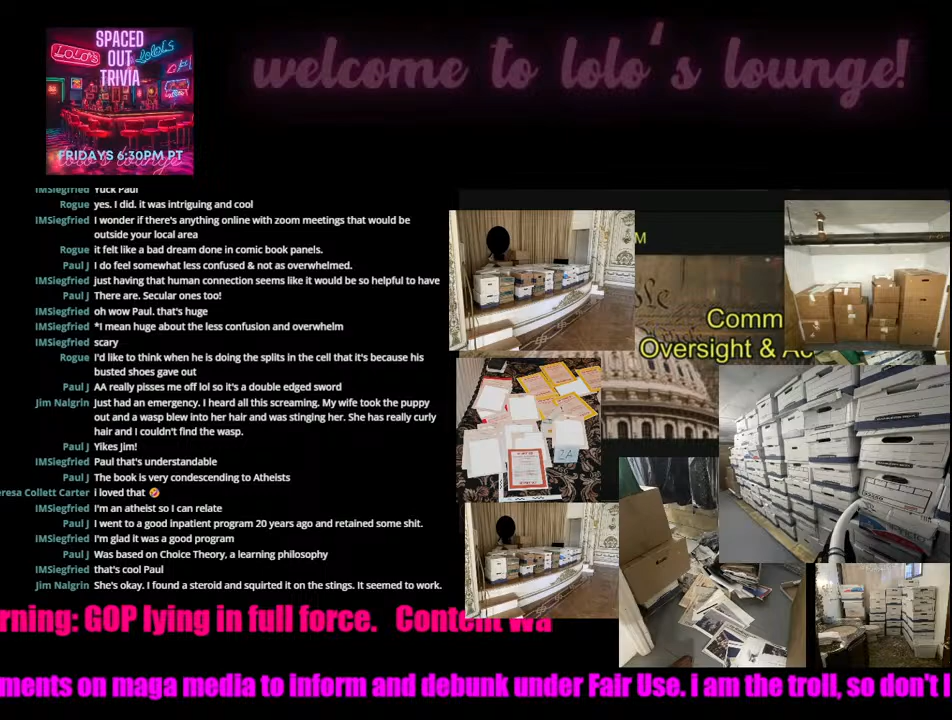 SPACED
OUT
TRIVIA
LOLO'S
FRIDAYS 6:30PM PT
lolo's lounge
welcome to lolo's lounge!
IMSiegfried Yuck Paul
Rogue yes. I did. it was intriguing and cool
IMSiegfried I wonder if there's anything online with zoom meetings that would be
outside your local area
Rogue it felt like a bad dream done in comic book panels.
Paul J I do feel somewhat less confused & not as overwhelmed.
IMSiegfried just having that human connection seems like it would be so helpful to have
Paul J There are. Secular ones too!
IMSiegfried oh wow Paul. that's huge
IMSiegfried *I mean huge about the less confusion and overwhelm
IMSiegfried scary
Rogue I'd like to think when he is doing the splits in the cell that it's because his
busted shoes gave out
Paul J AA really pisses me off lol so it's a double edged sword
Jim Nalgrin Just had an emergency. I heard all this screaming. My wife took the puppy
out and a wasp blew into her hair and was stinging her. She has really curly
hair and I couldn't find the wasp.
Paul J Yikes Jim!
IMSiegfried Paul that's understandable
Paul J The book is very condescending to Atheists
eresa Collett Carter i loved that 🤣
IMSiegfried I'm an atheist so I can relate
Paul J I went to a good inpatient program 20 years ago and retained some shit.
IMSiegfried I'm glad it was a good program
Paul J Was based on Choice Theory, a learning philosophy
IMSiegfried that's cool Paul
Jim Nalgrin She's okay. I found a steroid and squirted it on the stings. It seemed to work.
M
Comm
Oversight & Ac
2A
rning: GOP lying in full force. Content Wa
ments on maga media to inform and debunk under Fair Use. i am the troll, so don't